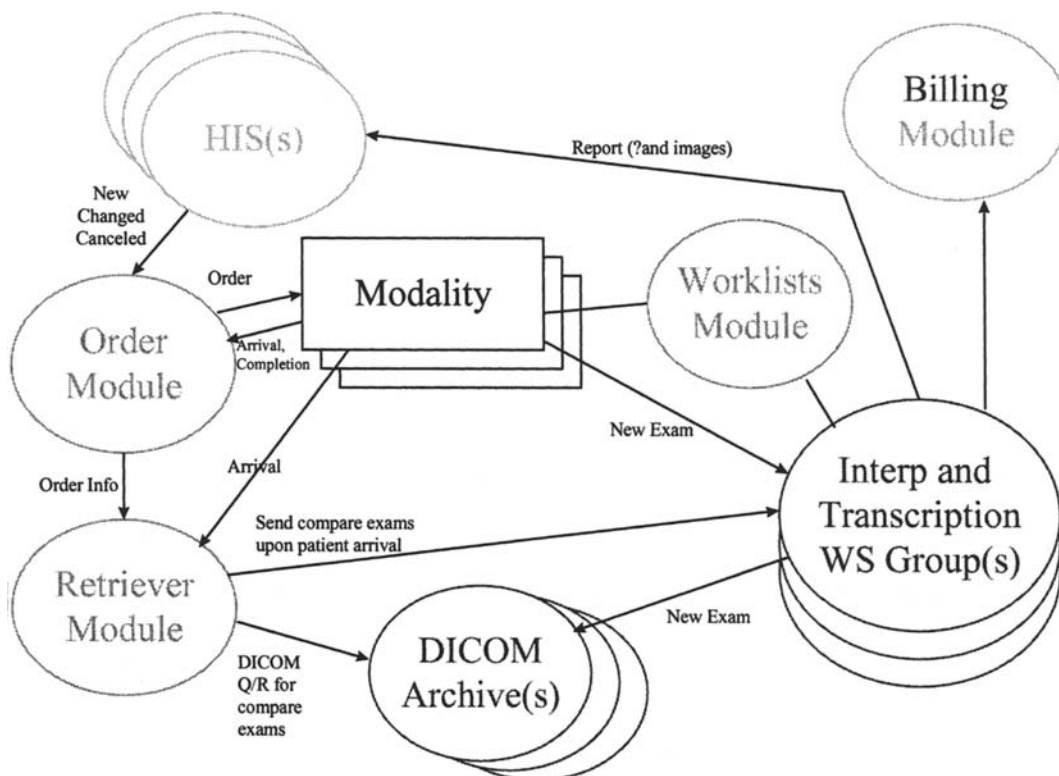 HIS(s)
Billing
Module
Report (?and images)
New
Changed
Canceled
Order
Modality
Worklists
Module
Order
Module
Arrival,
Completion
New Exam
Arrival
Order Info
Interp and
Transcription
WS Group(s)
Send compare exams
upon patient arrival
Retriever
Module
New Exam
DICOM
Archive(s)
DICOM
Q/R for
compare
exams